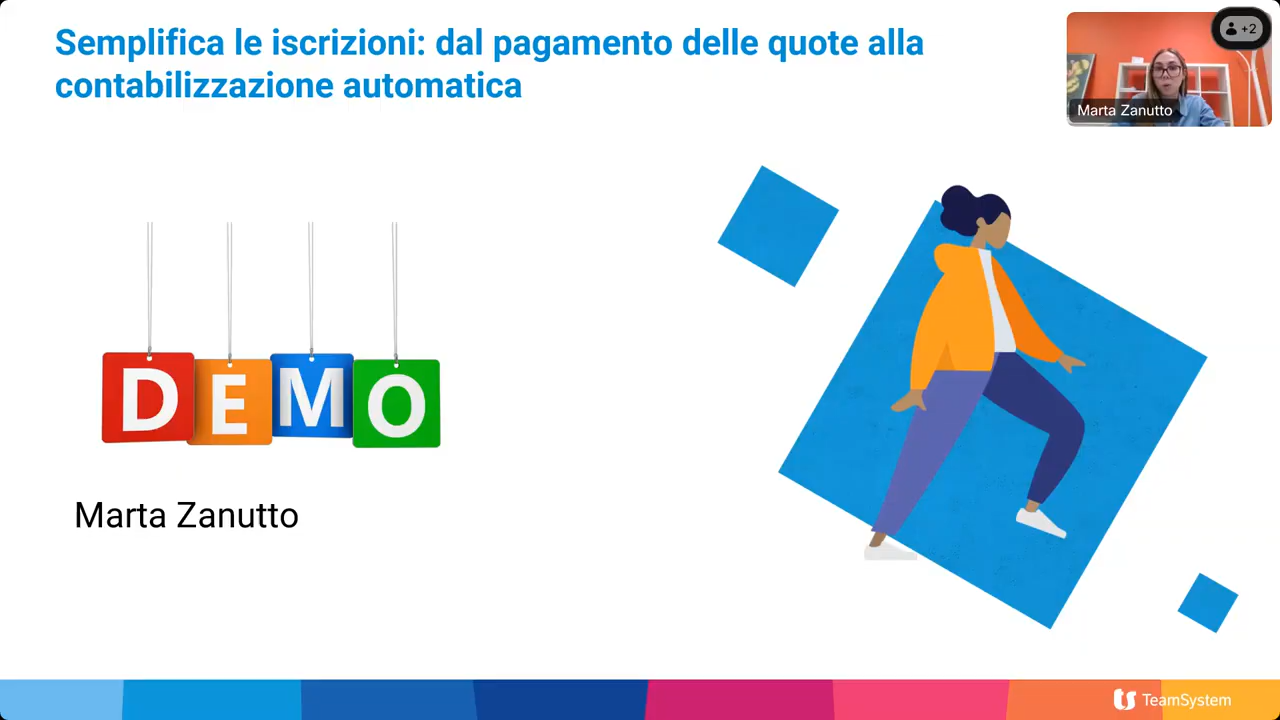 Semplifica le iscrizioni: dal pagamento delle quote alla
contabilizzazione automatica
+2
Marta Zanutto
DEMO
Marta Zanutto
TeamSystem